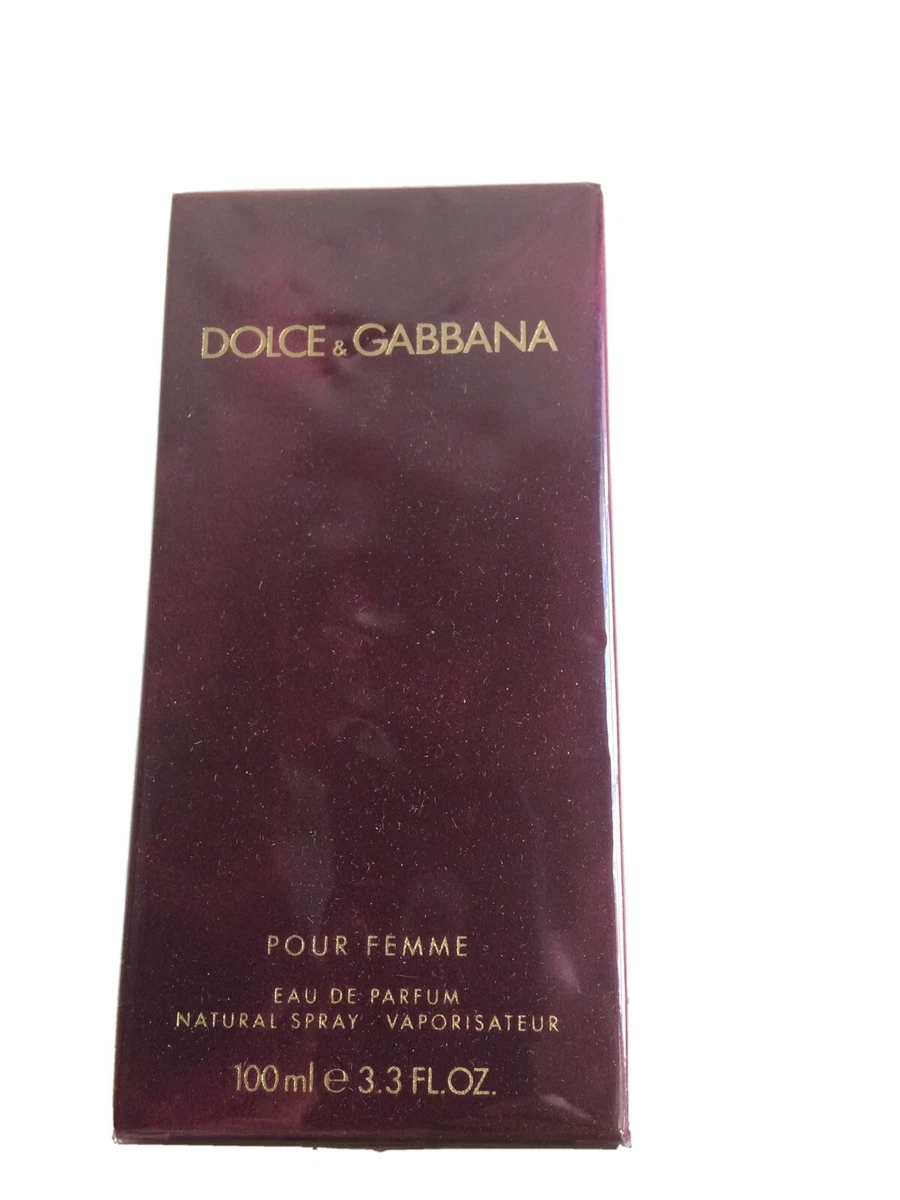 DOLCE & GABBANA
POUR FEMME
EAU DE PARFUM
NATURAL SPRAY VAPORISATEUR
100 ml ℮ 3.3 FL.OZ.